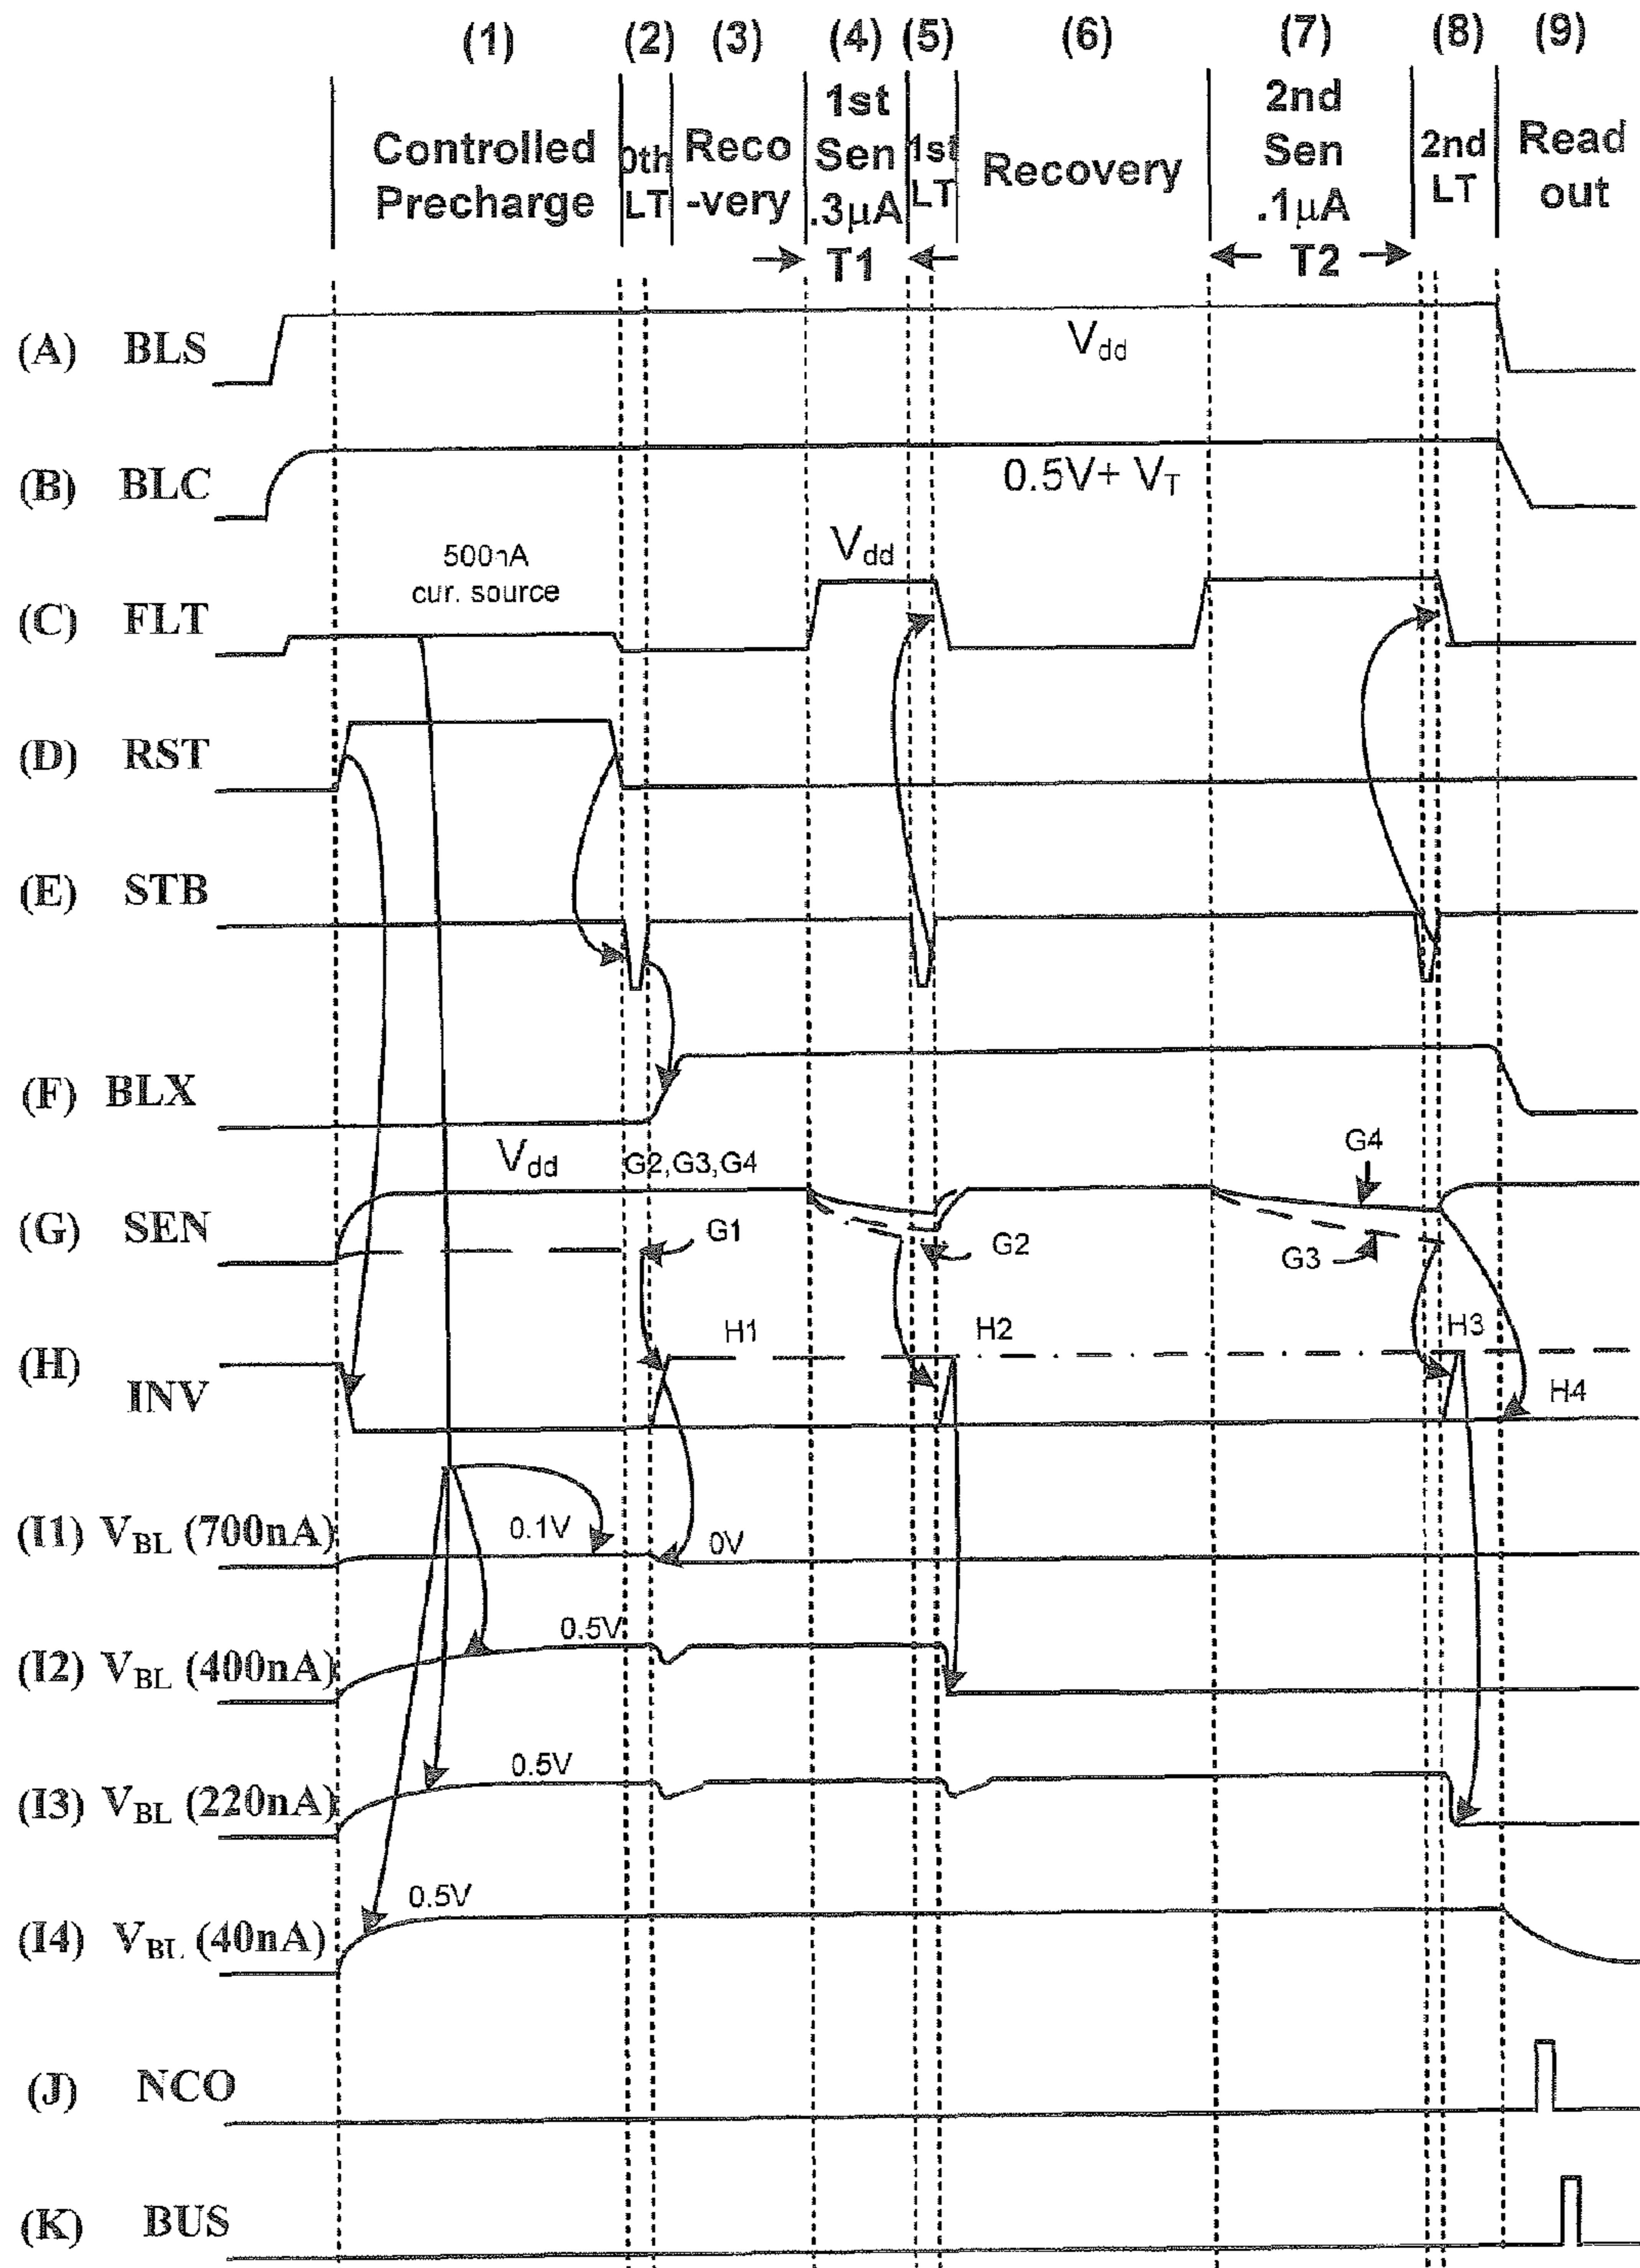 (1) (2) (3) (4) (5) (6) (7) (8) (9)
Controlled
Precharge
0th
LT
Reco
-very
1st
Sen
.3μA
T1
1st
LT
Recovery
2nd
Sen
.1μA
T2
2nd
LT
Read
out
(A) BLS
Vdd
(B) BLC
0.5V+ VT
(C) FLT
500nA
cur. source
Vdd
(D) RST
(E) STB
(F) BLX
(G) SEN
Vdd
G2,G3,G4
G1
G2
G3
G4
(H) INV
H1
H2
H3
H4
(I1) VBL (700nA)
0.1V
0V
(I2) VBL (400nA)
0.5V
(I3) VBL (220nA)
0.5V
(I4) VBL (40nA)
0.5V
(J) NCO
(K) BUS